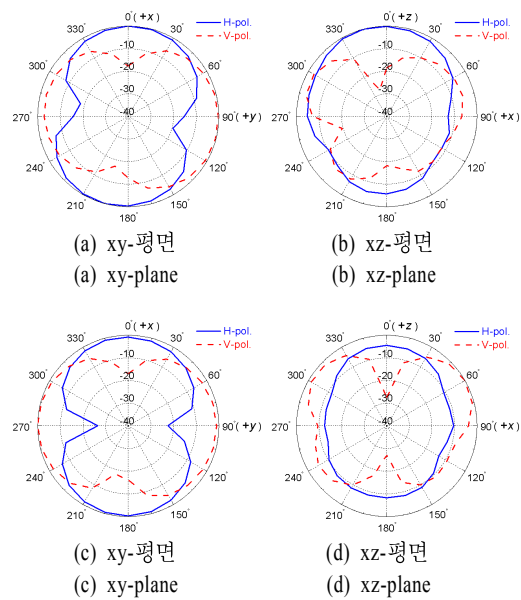 0°(+x)
H-pol.
V-pol.
330°
30°
-10
300°
60°
-20
-30
270°
-40
90°(+y)
240°
120°
210°
150°
180°
0°(+z)
H-pol.
V-pol.
330°
30°
-10
300°
60°
-20
-30
270°
-40
90°(+x)
240°
120°
210°
150°
180°
(a) xy-평면
(b) xz-평면
(a) xy-plane
(b) xz-plane
0°(+x)
H-pol.
V-pol.
330°
30°
-10
300°
60°
-20
-30
270°
-40
90°(+y)
240°
120°
210°
150°
180°
0°(+z)
H-pol.
V-pol.
330°
30°
-10
300°
60°
-20
-30
270°
-40
90°(+x)
240°
120°
210°
150°
180°
(c) xy-평면
(d) xz-평면
(c) xy-plane
(d) xz-plane